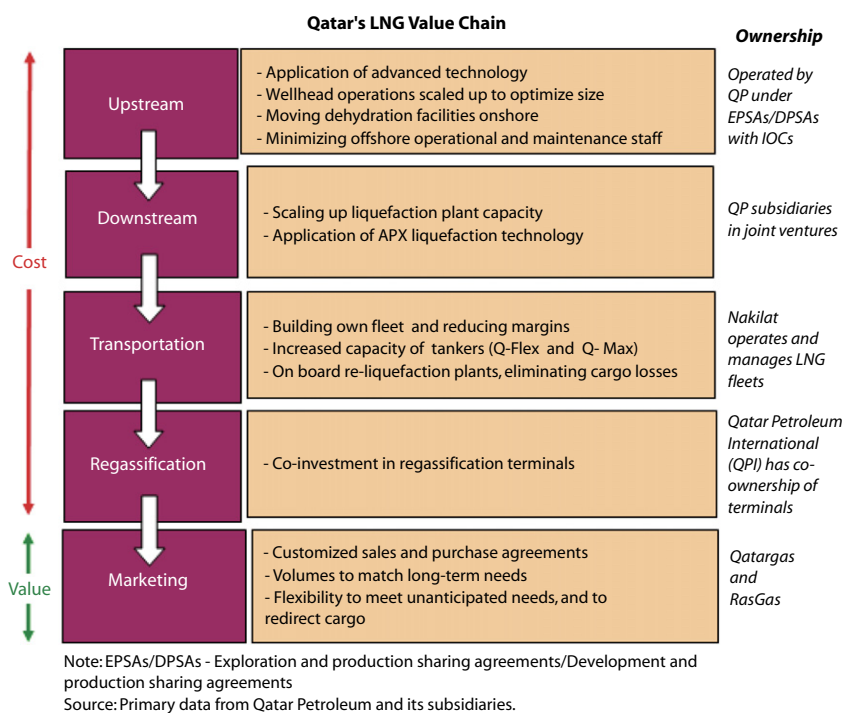 Qatar's LNG Value Chain
Ownership
Cost
Value
Upstream
- Application of advanced technology
- Wellhead operations scaled up to optimize size
- Moving dehydration facilities onshore
- Minimizing offshore operational and maintenance staff
Operated by
QP under
EPSAs/DPSAs
with IOCs
Downstream
- Scaling up liquefaction plant capacity
- Application of APX liquefaction technology
QP subsidiaries
in joint ventures
Transportation
- Building own fleet and reducing margins
- Increased capacity of tankers (Q-Flex and Q- Max)
- On board re-liquefaction plants, eliminating cargo losses
Nakilat
operates and
manages LNG
fleets
Regassification
- Co-investment in regassification terminals
Qatar Petroleum
International
(QPI) has co-
ownership of
terminals
Marketing
- Customized sales and purchase agreements
- Volumes to match long-term needs
- Flexibility to meet unanticipated needs, and to
redirect cargo
Qatargas
and
RasGas
Note: EPSAs/DPSAs - Exploration and production sharing agreements/Development and
production sharing agreements
Source: Primary data from Qatar Petroleum and its subsidiaries.